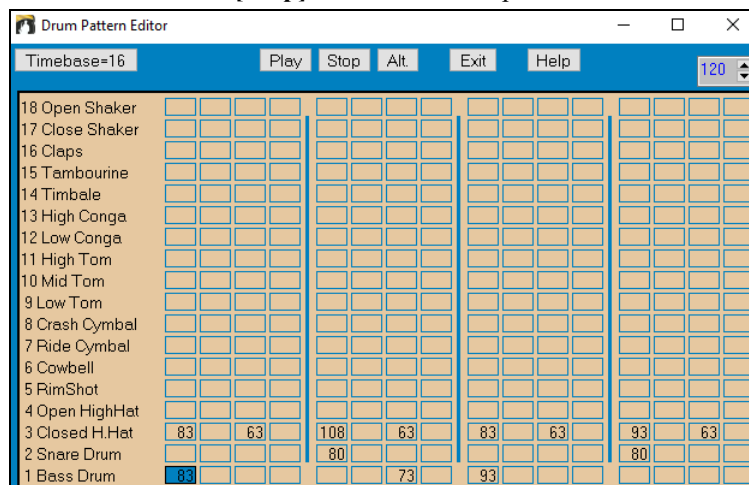 Drum Pattern Editor
Timebase=16 Play Stop Alt. Exit Help 120
18 Open Shaker
17 Close Shaker
16 Claps
15 Tambourine
14 Timbale
13 High Conga
12 Low Conga
11 High Tom
10 Mid Tom
9 Low Tom
8 Crash Cymbal
7 Ride Cymbal
6 Cowbell
5 RimShot
4 Open HighHat
3 Closed H.Hat 83 63 108 63 83 63 93 63
2 Snare Drum 80 80
1 Bass Drum 83 73 93